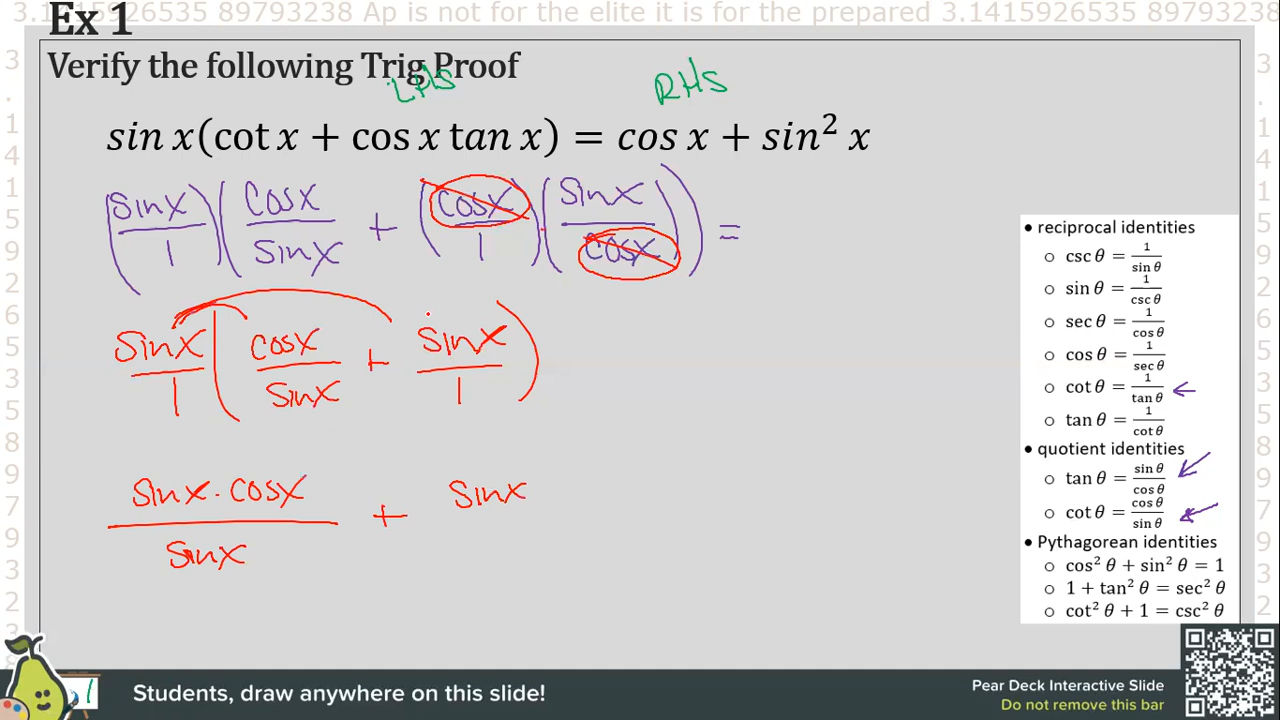 3.1415926535 89793238 Ap is not for the elite it is for the prepared 3.1415926535 89793238
Ex 1
Verify the following Trig Proof
LHS RHS
sin x(cot x + cos x tan x) = cos x + sin² x
(sinx/1)(cosx/sinx + (cosx/1)(sinx/cosx)) =
sinx/1 (cosx/sinx + sinx/1)
sinx · cosx/sinx + sinx
• reciprocal identities
○ csc θ = 1/sin θ
○ sin θ = 1/csc θ
○ sec θ = 1/cos θ
○ cos θ = 1/sec θ
○ cot θ = 1/tan θ
○ tan θ = 1/cot θ
• quotient identities
○ tan θ = sin θ/cos θ
○ cot θ = cos θ/sin θ
• Pythagorean identities
○ cos² θ + sin² θ = 1
○ 1 + tan² θ = sec² θ
○ cot² θ + 1 = csc² θ
Students, draw anywhere on this slide!
Pear Deck Interactive Slide
Do not remove this bar